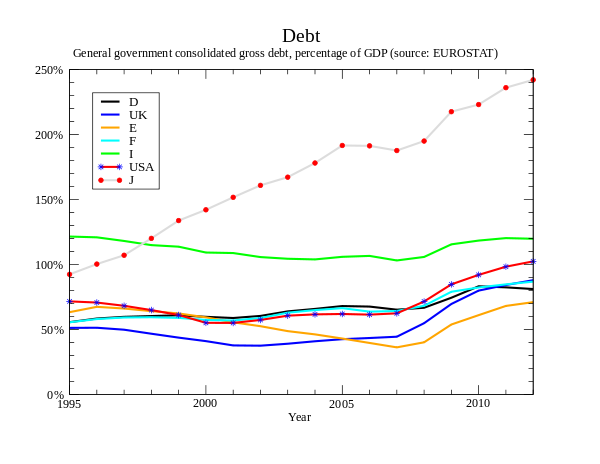 Debt
General government consolidated gross debt, percentage of GDP (source: EUROSTAT)
250%
200%
150%
100%
50%
0%
D
UK
E
F
I
USA
J
1995
2000
2005
2010
Year